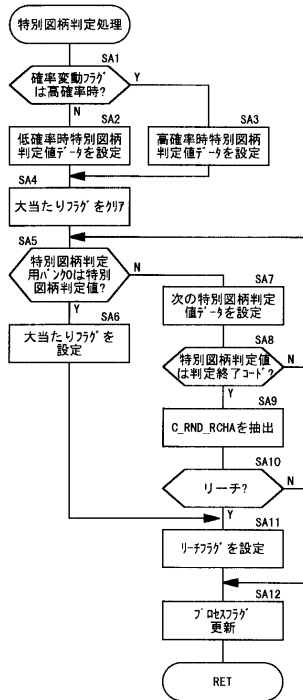 特別図柄判定処理
SA1
確率変動フラグ
は高確率時?
Y
N
SA2
低確率時特別図柄
判定値データを設定
SA3
高確率時特別図柄
判定値データを設定
SA4
大当たりフラグをクリア
SA5
特別図柄判定
用バンク0は特別
図柄判定値?
N
Y
SA6
大当たりフラグを
設定
SA7
次の特別図柄判定
値データを設定
SA8
特別図柄判定値
は判定終了コード?
N
Y
SA9
C_RND_RCHAを抽出
SA10
リーチ?
N
Y
SA11
リーチフラグを設定
SA12
プロセスフラグ
更新
RET